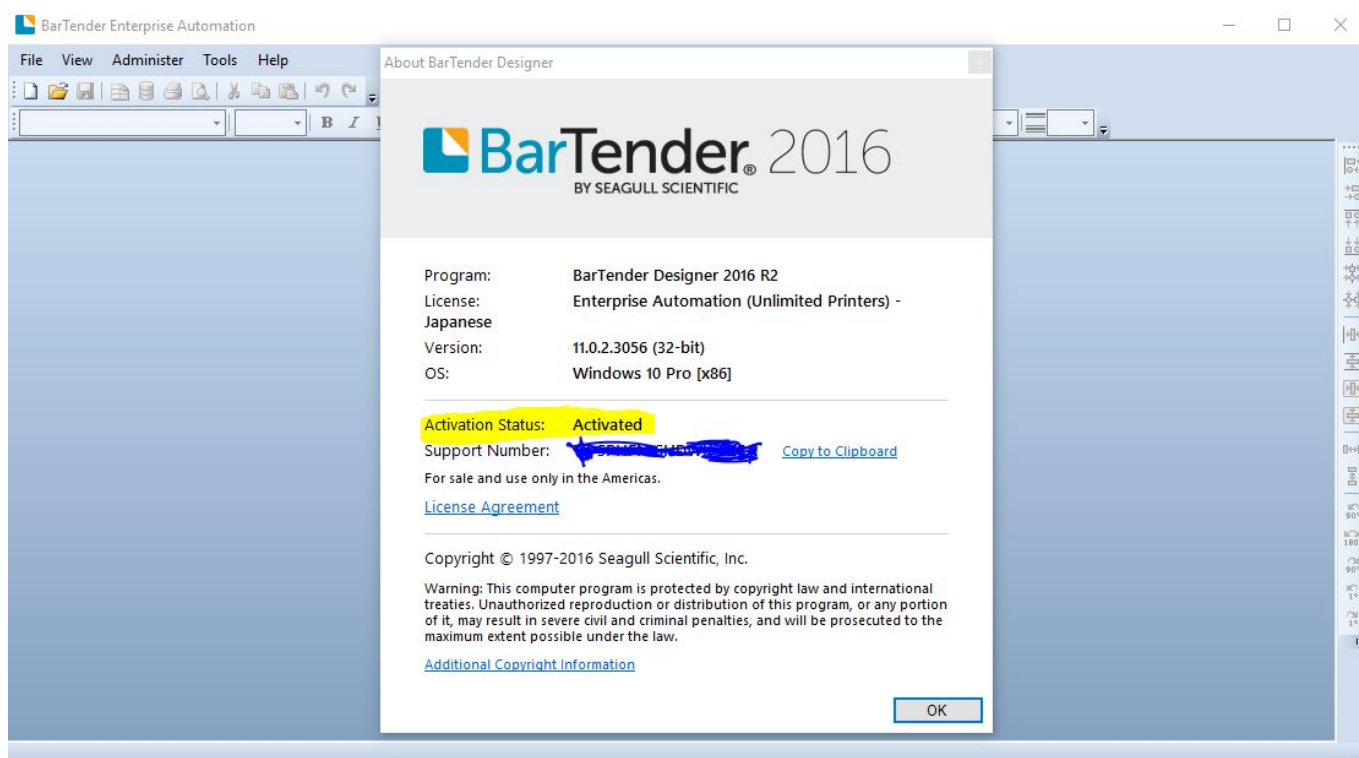 BarTender Enterprise Automation
File View Administer Tools Help
B I
About BarTender Designer
BarTender® 2016
BY SEAGULL SCIENTIFIC
Program: BarTender Designer 2016 R2
License: Enterprise Automation (Unlimited Printers) -
Japanese
Version: 11.0.2.3056 (32-bit)
OS: Windows 10 Pro [x86]
Activation Status: Activated
Support Number: Copy to Clipboard
For sale and use only in the Americas.
License Agreement
Copyright © 1997-2016 Seagull Scientific, Inc.
Warning: This computer program is protected by copyright law and international
treaties. Unauthorized reproduction or distribution of this program, or any portion
of it, may result in severe civil and criminal penalties, and will be prosecuted to the
maximum extent possible under the law.
Additional Copyright Information
OK
90°
180
90°
1°
1°